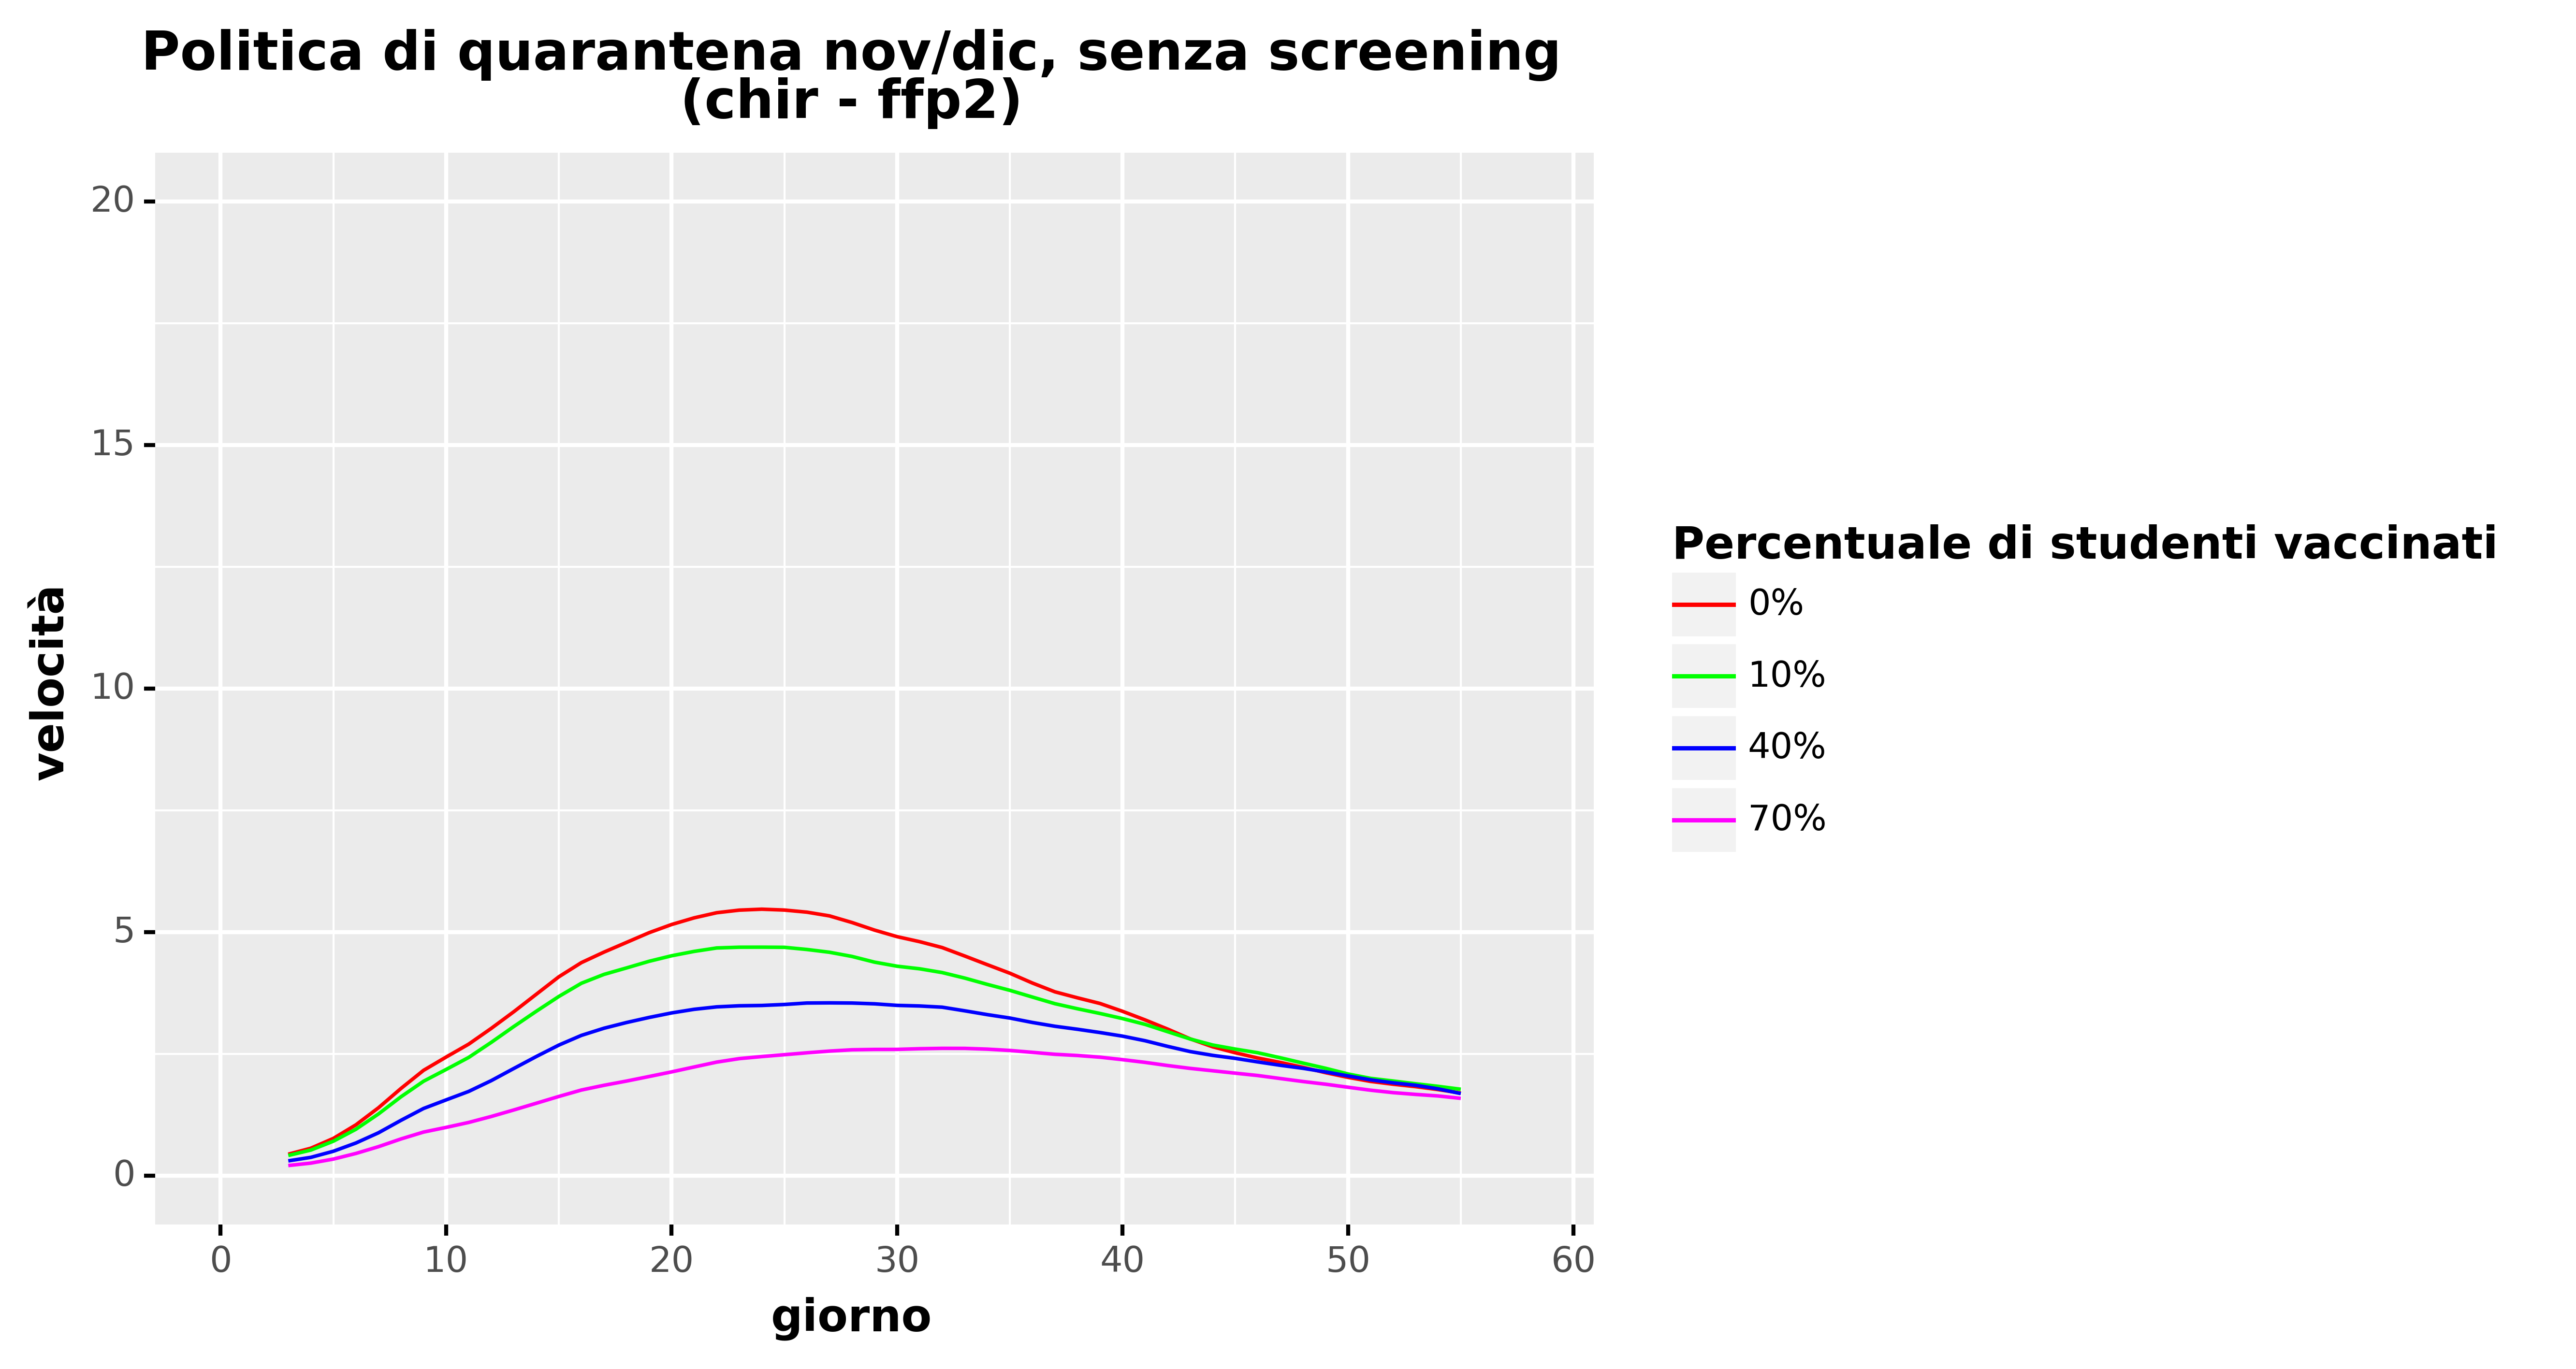 Politica di quarantena nov/dic, senza screening
(chir - ffp2)
20
15
10
5
0
velocità
0 10 20 30 40 50 60
giorno
Percentuale di studenti vaccinati
0%
10%
40%
70%